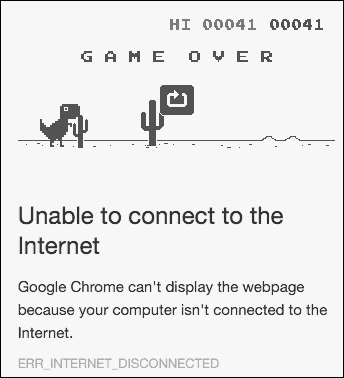 HI 00041 00041
GAME OVER
Unable to connect to the
Internet
Google Chrome can't display the webpage
because your computer isn't connected to the
Internet.
ERR_INTERNET_DISCONNECTED